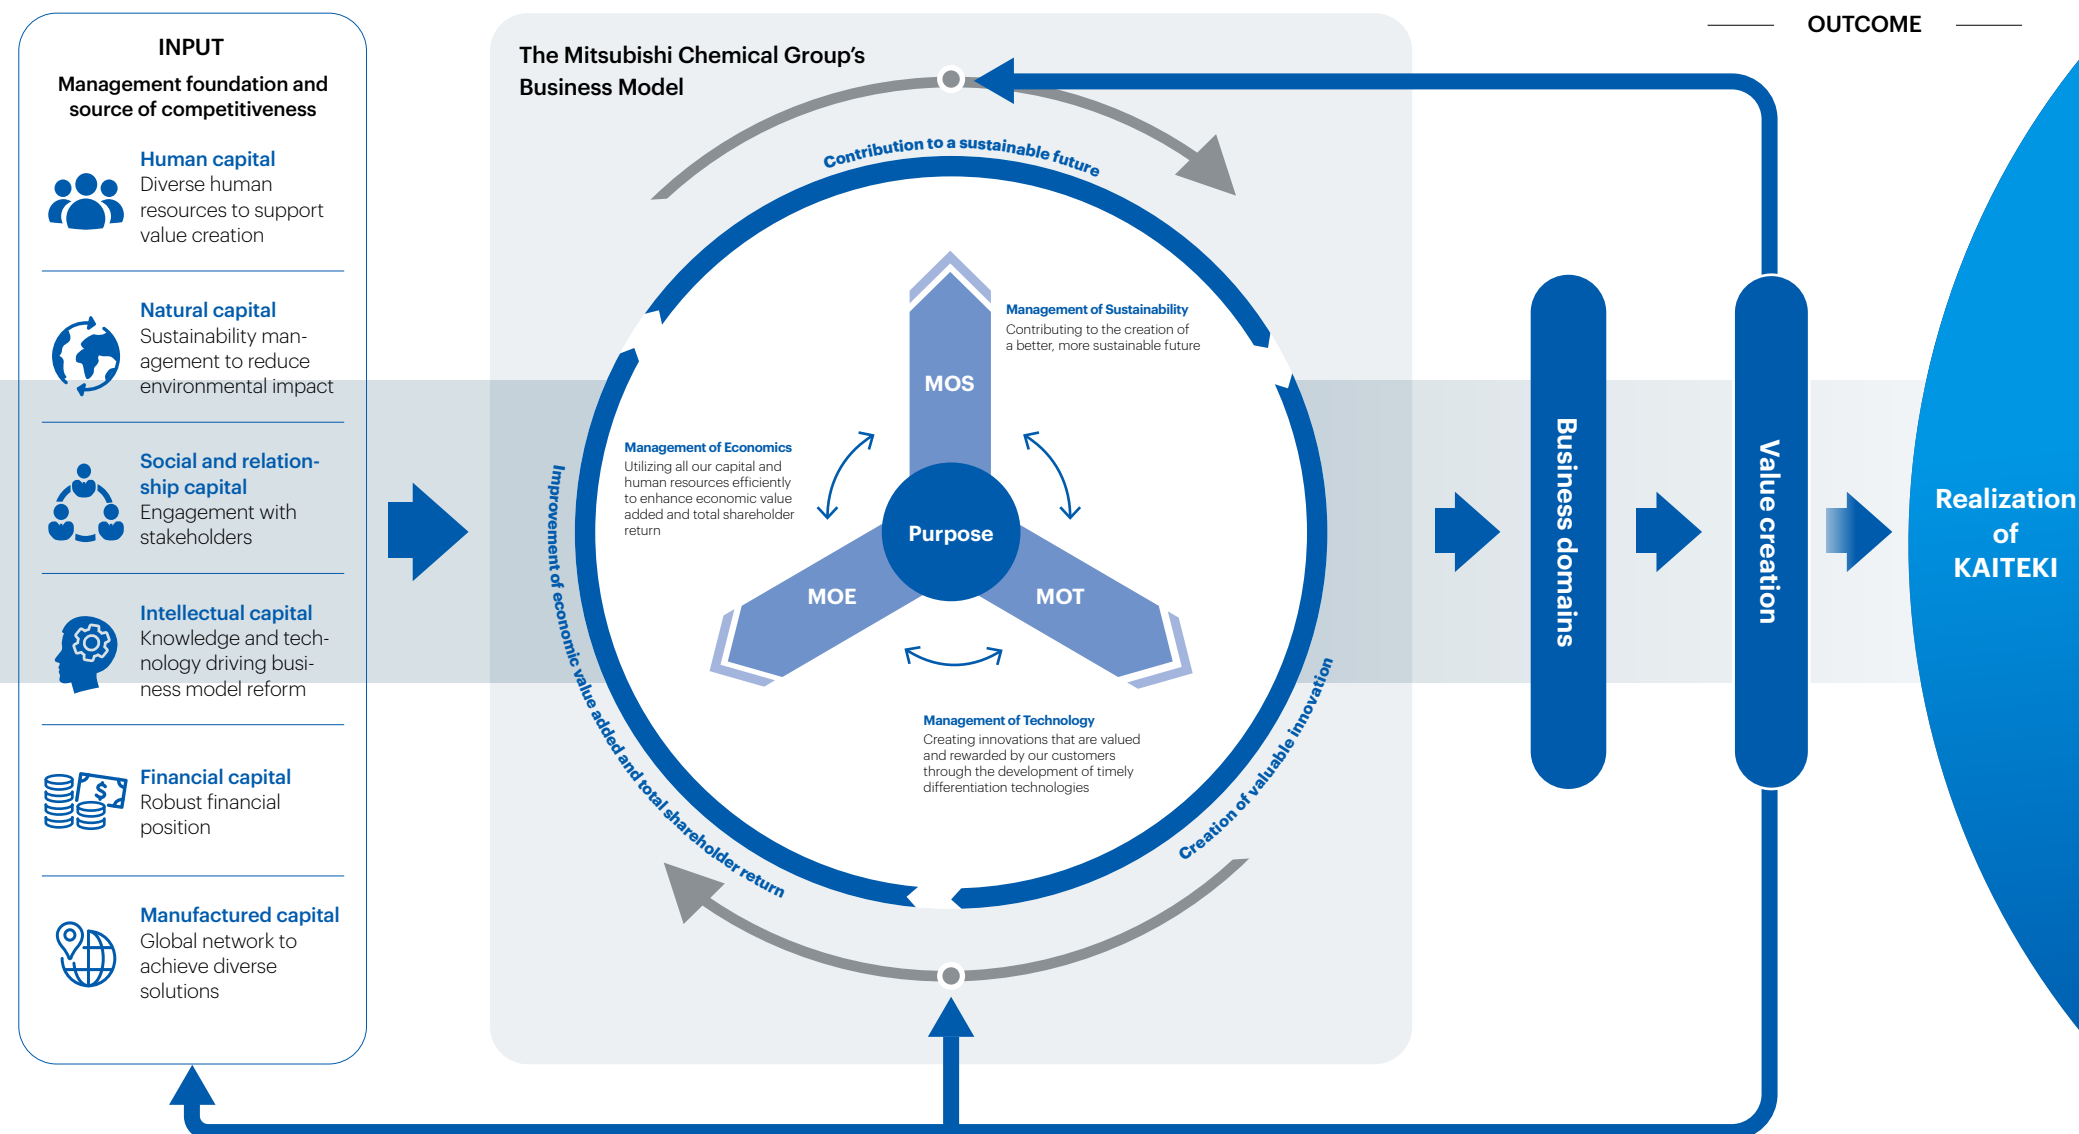 INPUT
Management foundation and
source of competitiveness
Human capital
Diverse human
resources to support
value creation
Natural capital
Sustainability man-
agement to reduce
environmental impact
Social and relation-
ship capital
Engagement with
stakeholders
Intellectual capital
Knowledge and tech-
nology driving busi-
ness model reform
Financial capital
Robust financial
position
$
Manufactured capital
Global network to
achieve diverse
solutions
The Mitsubishi Chemical Group's
Business Model
Contribution to a sustainable future
Management of Sustainability
Contributing to the creation of
a better, more sustainable future
MOS
Management of Economics
Utilizing all our capital and
human resources efficiently
to enhance economic value
added and total shareholder
return
Purpose
MOE
MOT
Management of Technology
Creating innovations that are valued
and rewarded by our customers
through the development of timely
differentiation technologies
Improvement of economic value added and total shareholder return
Creation of valuable innovation
Business domains
Value creation
OUTCOME
Realization
of
KAITEKI